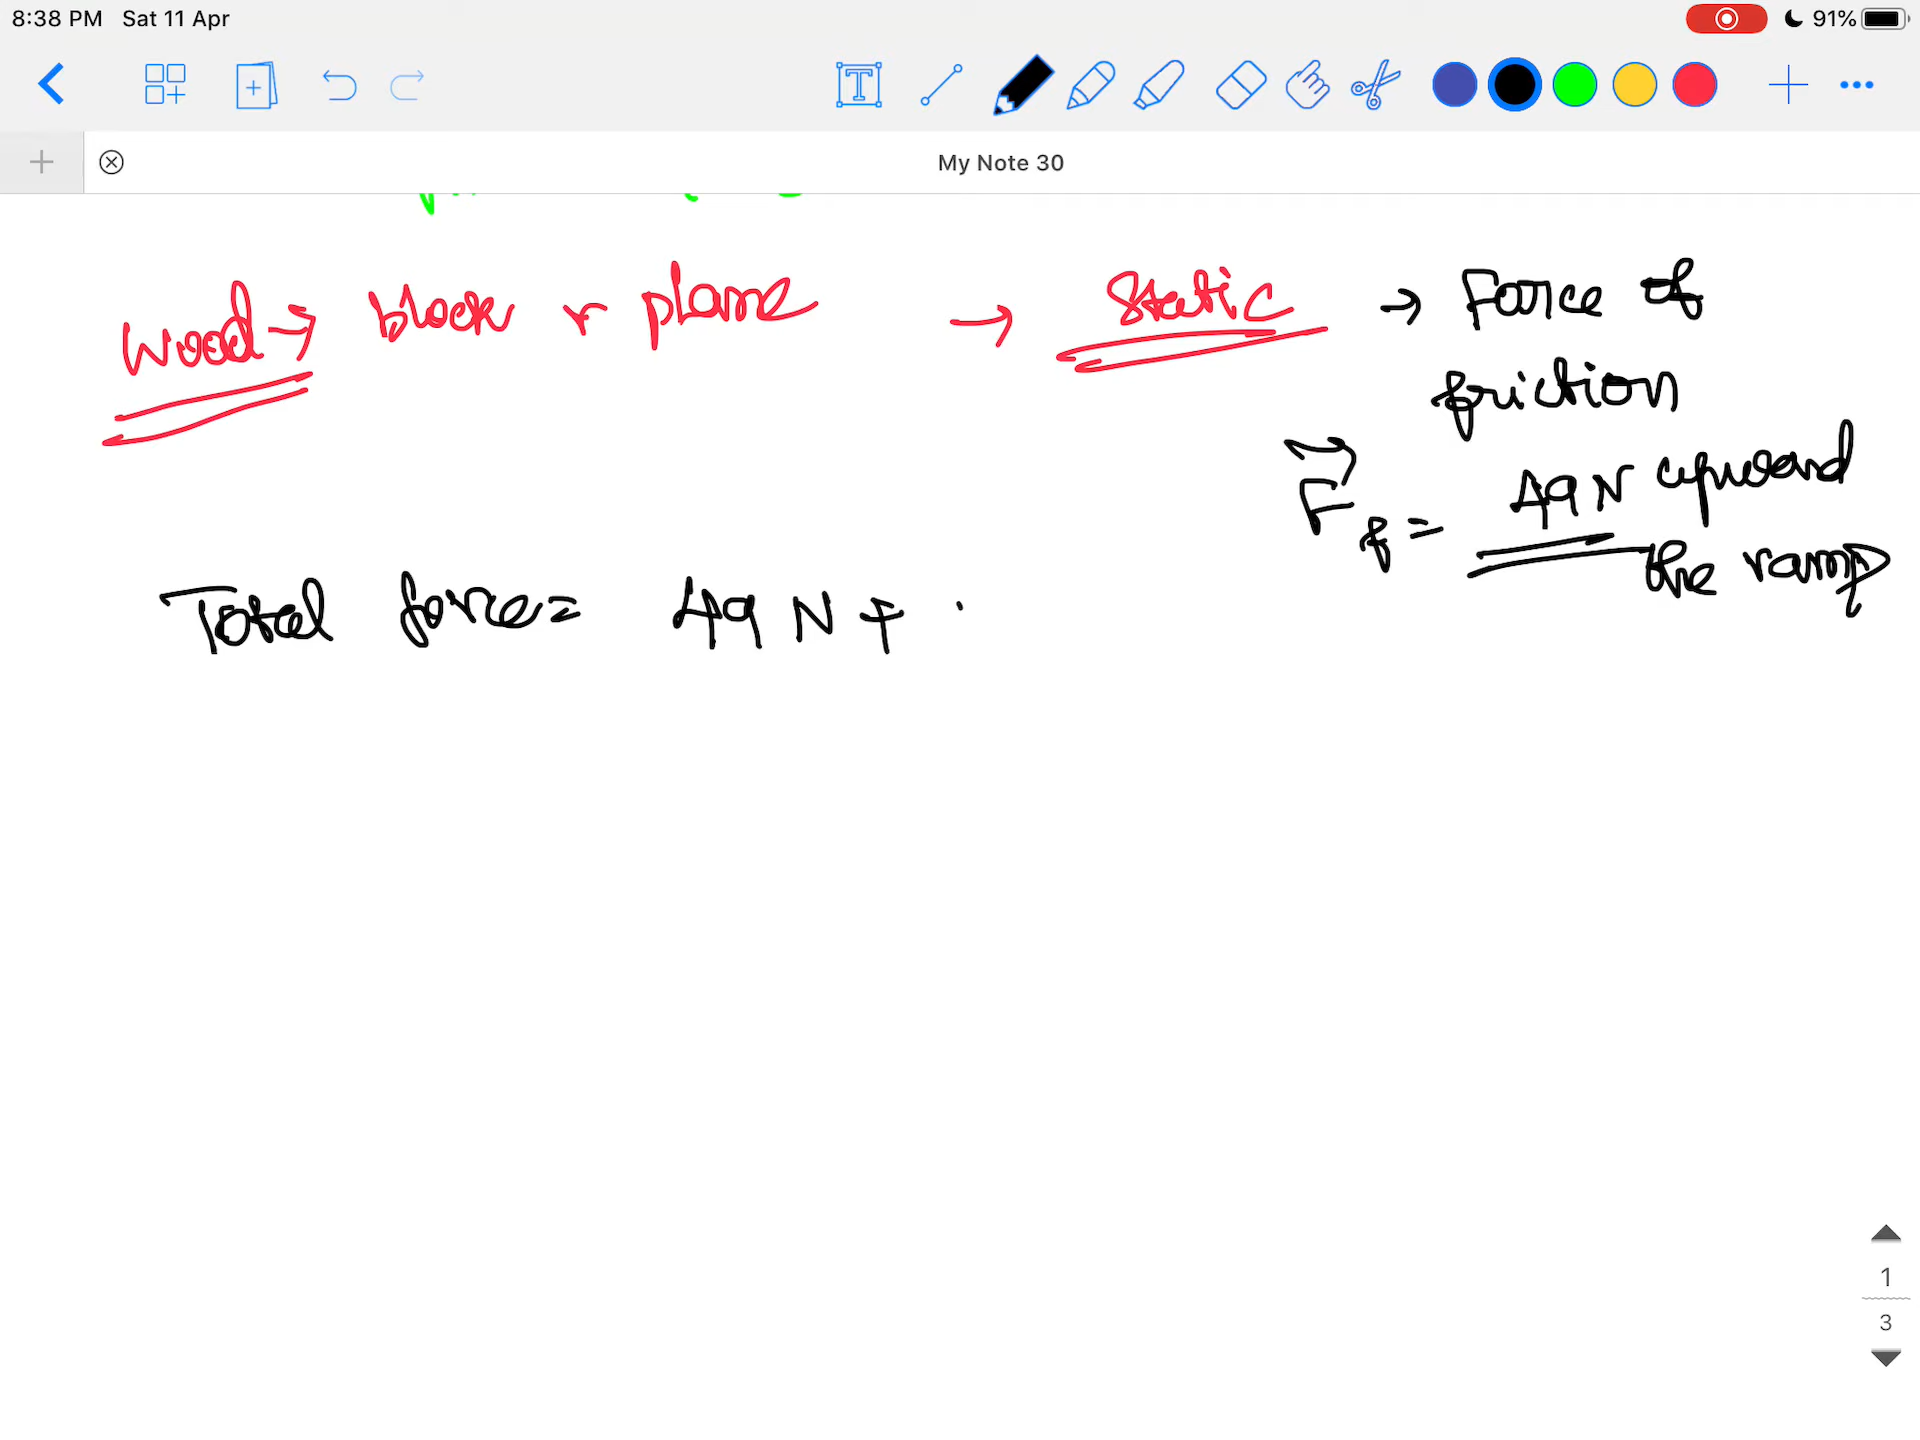 8:38 PM Sat 11 Apr 91%
T
My Note 30
Wood → block r plane → Static → Force of
friction
F f = 49 N upward
the ramp
Total force = 49 N +
1
3